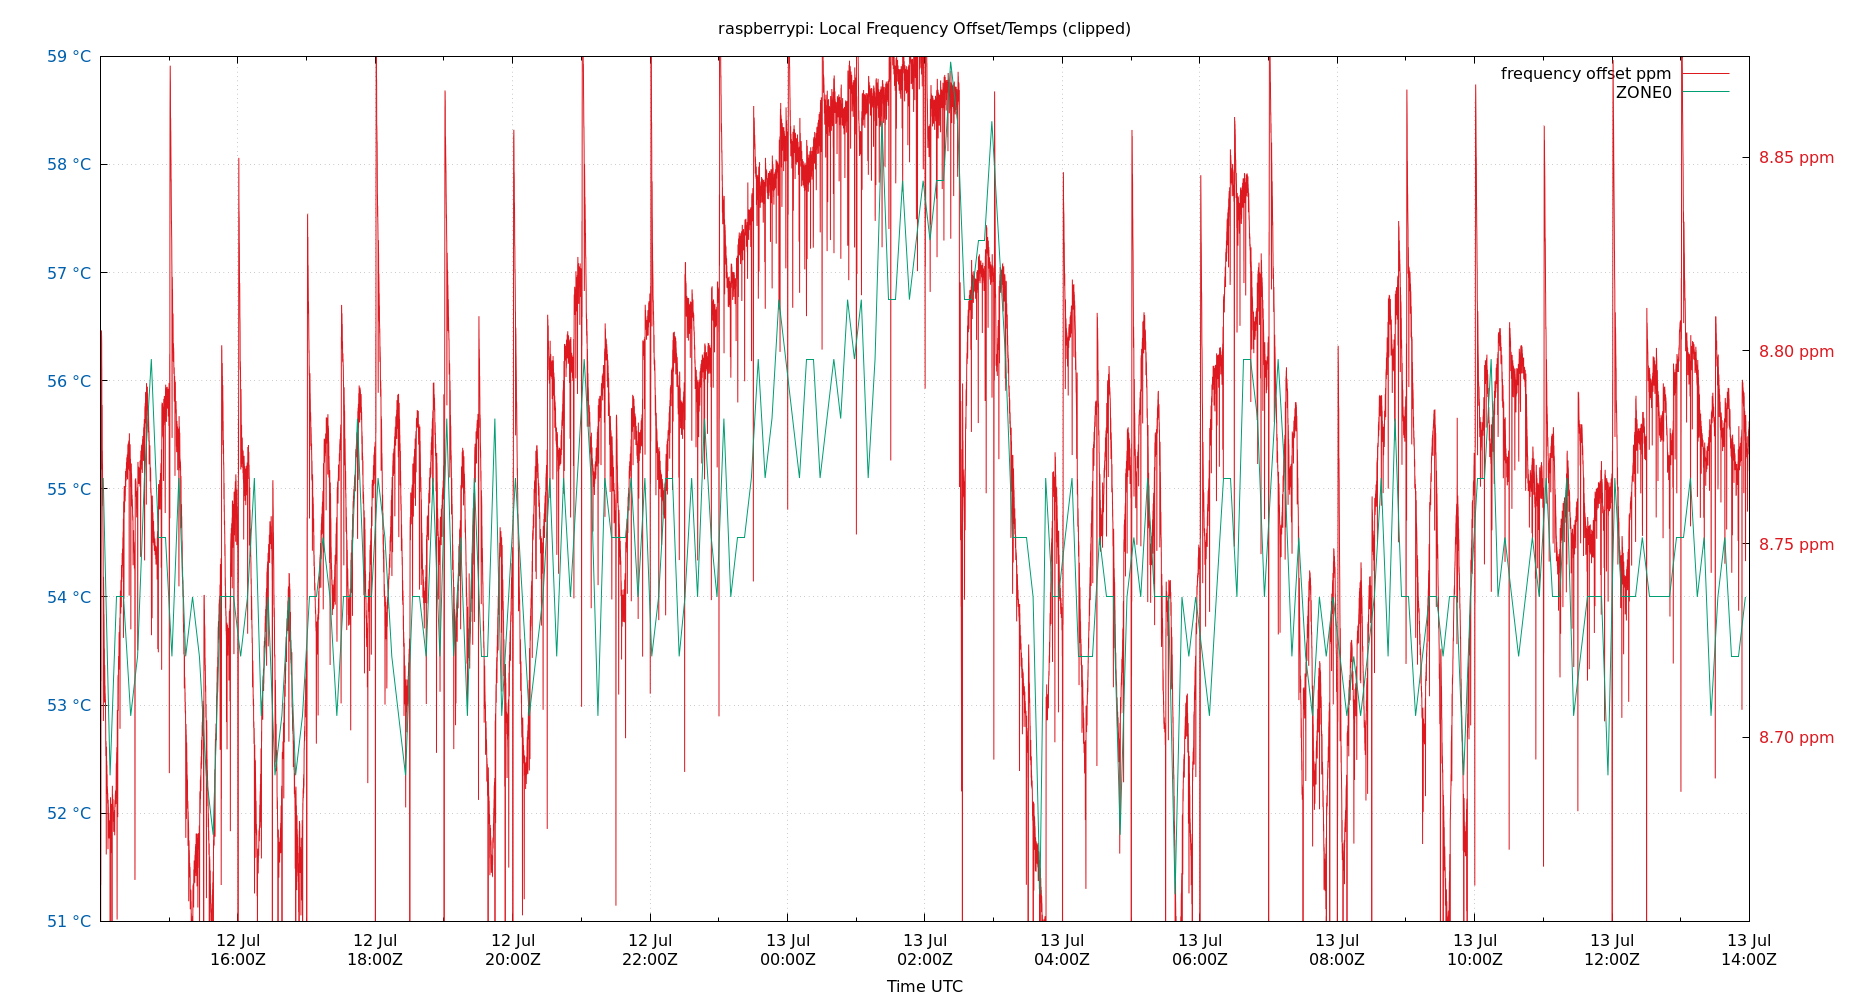 raspberrypi: Local Frequency Offset/Temps (clipped)
59 °C
58 °C
57 °C
56 °C
55 °C
54 °C
53 °C
52 °C
51 °C
frequency offset ppm
ZONE0
8.85 ppm
8.80 ppm
8.75 ppm
8.70 ppm
12 Jul
16:00Z
12 Jul
18:00Z
12 Jul
20:00Z
12 Jul
22:00Z
13 Jul
00:00Z
13 Jul
02:00Z
13 Jul
04:00Z
13 Jul
06:00Z
13 Jul
08:00Z
13 Jul
10:00Z
13 Jul
12:00Z
13 Jul
14:00Z
Time UTC